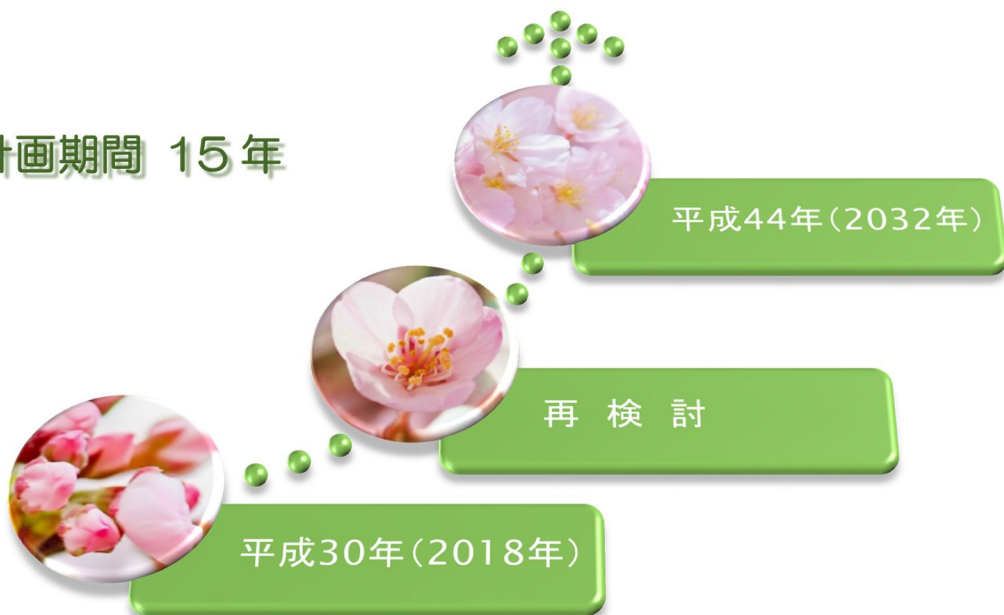 計画期間 15年
平成44年（2032年）
再 検 討
平成30年（2018年）